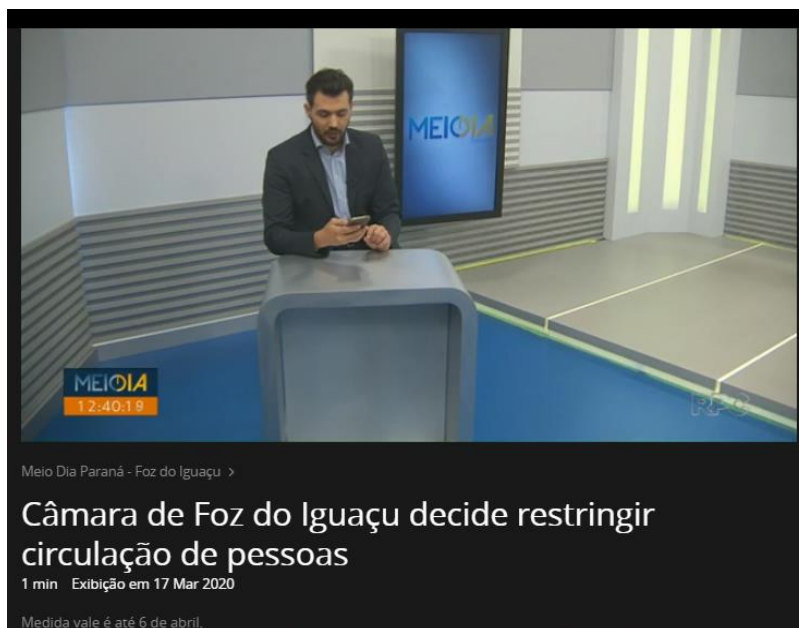 MEIODIA
MEIODIA
12:40:19
RPC
Meio Dia Paraná - Foz do Iguaçu >
Câmara de Foz do Iguaçu decide restringir
circulação de pessoas
1 min Exibição em 17 Mar 2020
Medida vale é até 6 de abril.